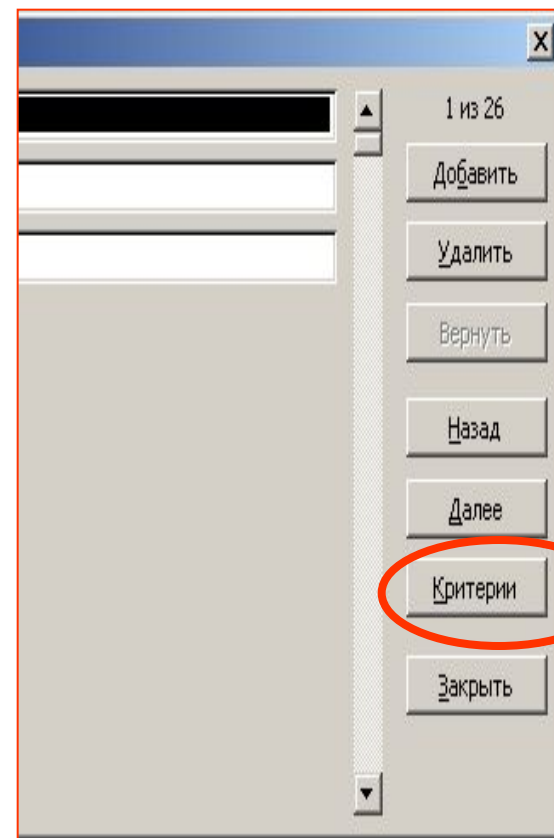 1 из 26
Добавить
Удалить
Вернуть
Назад
Далее
Критерии
Закрыть